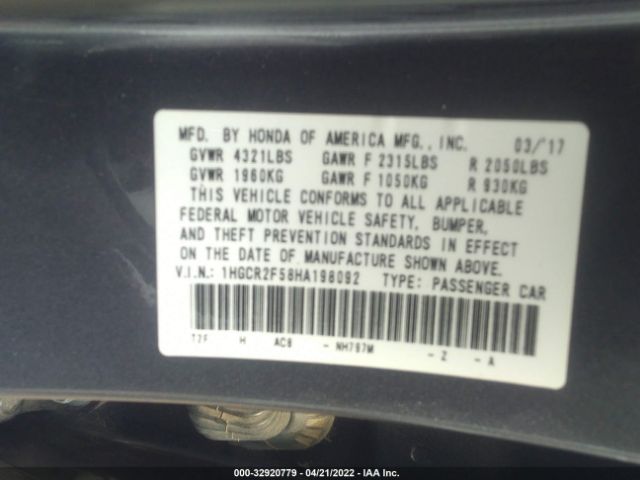 MFD. BY HONDA OF AMERICA MFG., INC. 03/'17
GVWR 4321LBS GAWR F 2315LBS R 2050LBS
GVWR 1960KG GAWR F 1050KG R 930KG
THIS VEHICLE CONFORMS TO ALL APPLICABLE
FEDERAL MOTOR VEHICLE SAFETY, BUMPER,
AND THEFT PREVENTION STANDARDS IN EFFECT
ON THE DATE OF MANUFACTURE SHOWN ABOVE.
V.I.N.: 1HGCR2F58HA198092 TYPE: PASSENGER CAR
T2F H AC8 - NH797M - Z - A
000-32920779 - 04/21/2022 - IAA Inc.